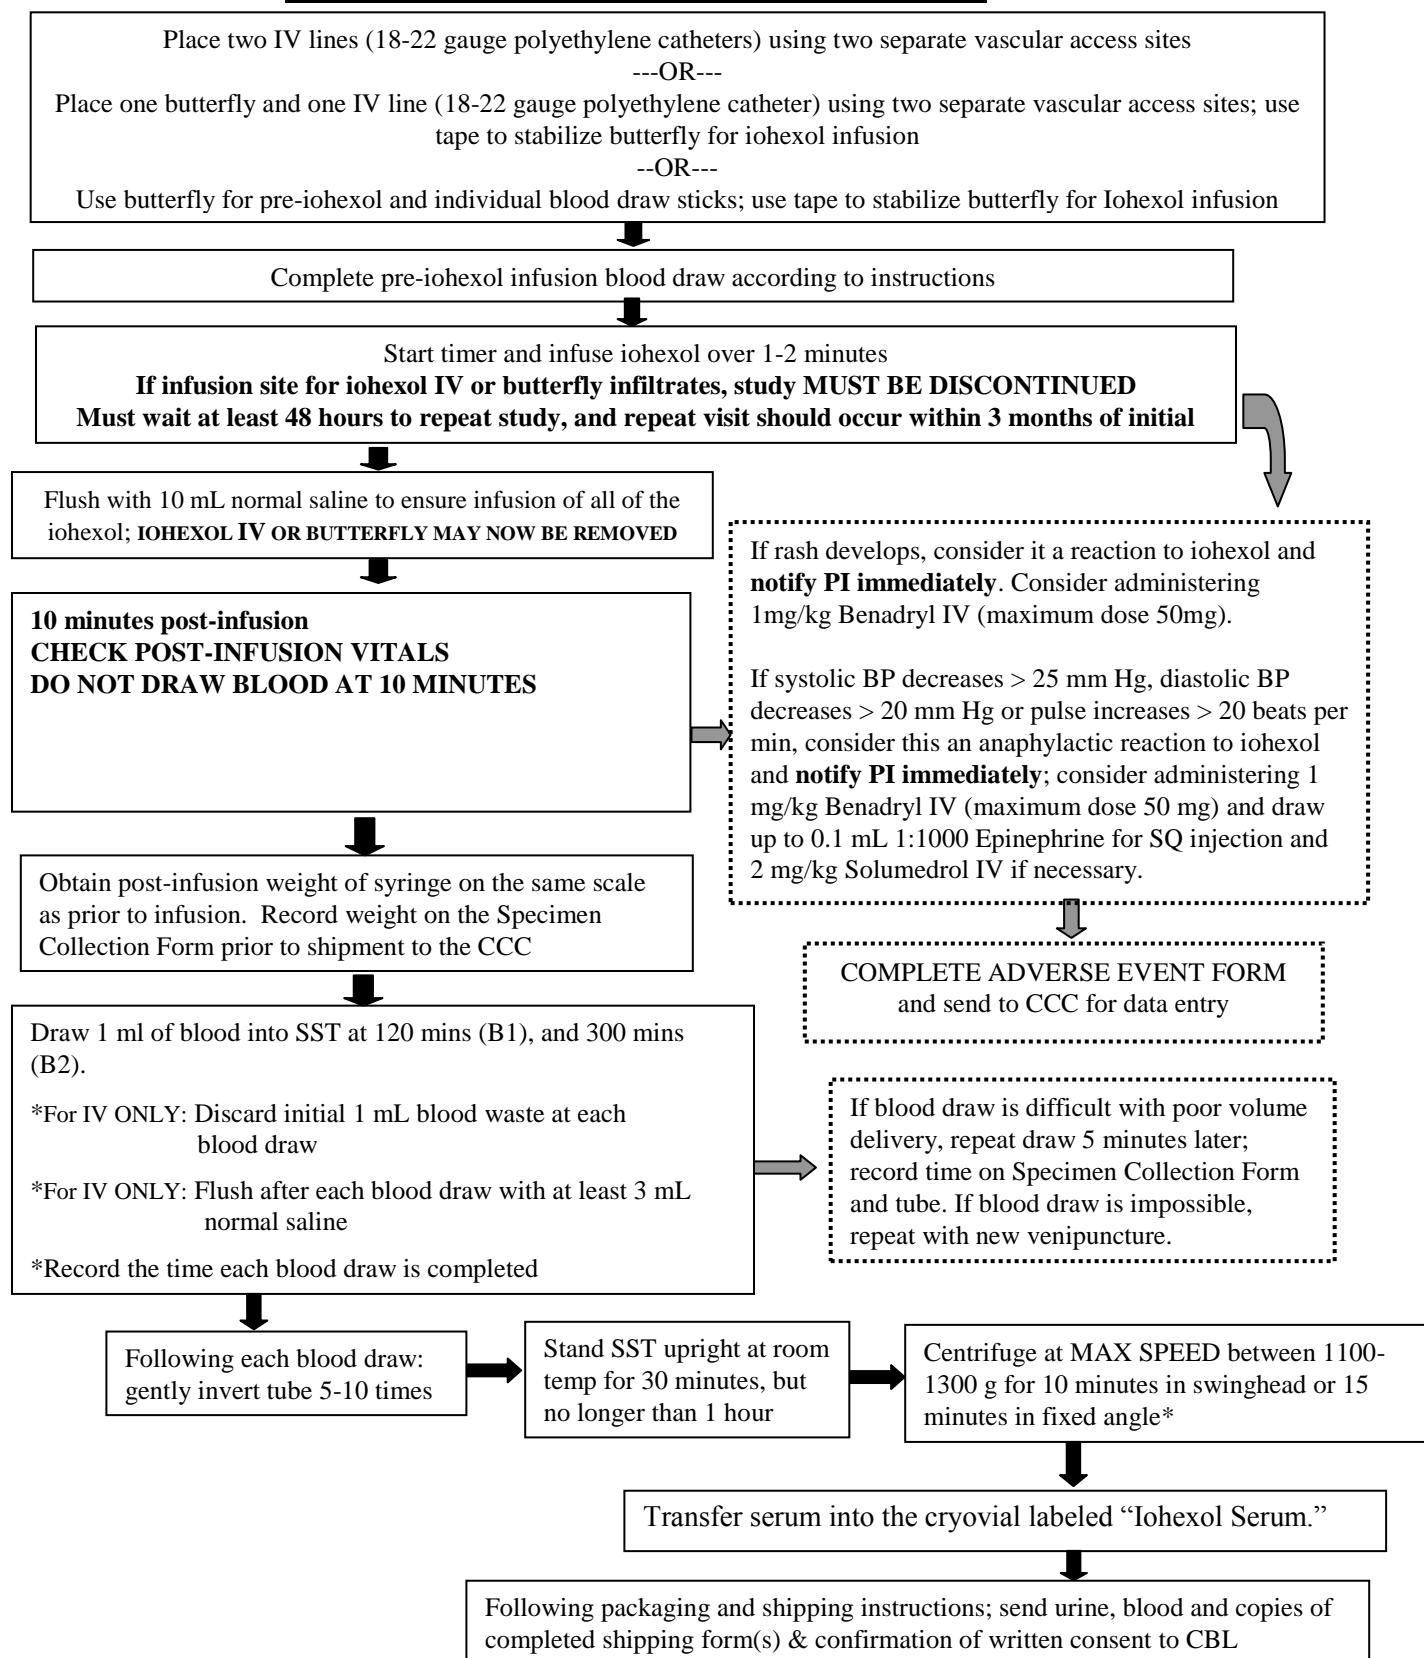 Place two IV lines (18-22 gauge polyethylene catheters) using two separate vascular access sites
---OR---
Place one butterfly and one IV line (18-22 gauge polyethylene catheter) using two separate vascular access sites; use
tape to stabilize butterfly for iohexol infusion
--OR---
Use butterfly for pre-iohexol and individual blood draw sticks; use tape to stabilize butterfly for Iohexol infusion
Complete pre-iohexol infusion blood draw according to instructions
Start timer and infuse iohexol over 1-2 minutes
If infusion site for iohexol IV or butterfly infiltrates, study MUST BE DISCONTINUED
Must wait at least 48 hours to repeat study, and repeat visit should occur within 3 months of initial
Flush with 10 mL normal saline to ensure infusion of all of the
iohexol; IOHEXOL IV OR BUTTERFLY MAY NOW BE REMOVED
10 minutes post-infusion
CHECK POST-INFUSION VITALS
DO NOT DRAW BLOOD AT 10 MINUTES
If rash develops, consider it a reaction to iohexol and
notify PI immediately. Consider administering
1mg/kg Benadryl IV (maximum dose 50mg).
If systolic BP decreases > 25 mm Hg, diastolic BP
decreases > 20 mm Hg or pulse increases > 20 beats per
min, consider this an anaphylactic reaction to iohexol
and notify PI immediately; consider administering 1
mg/kg Benadryl IV (maximum dose 50 mg) and draw
up to 0.1 mL 1:1000 Epinephrine for SQ injection and
2 mg/kg Solumedrol IV if necessary.
Obtain post-infusion weight of syringe on the same scale
as prior to infusion.  Record weight on the Specimen
Collection Form prior to shipment to the CCC
COMPLETE ADVERSE EVENT FORM
and send to CCC for data entry
Draw 1 ml of blood into SST at 120 mins (B1), and 300 mins
(B2).
*For IV ONLY: Discard initial 1 mL blood waste at each
blood draw
*For IV ONLY: Flush after each blood draw with at least 3 mL
normal saline
*Record the time each blood draw is completed
If blood draw is difficult with poor volume
delivery, repeat draw 5 minutes later;
record time on Specimen Collection Form
and tube. If blood draw is impossible,
repeat with new venipuncture.
Following each blood draw:
gently invert tube 5-10 times
Stand SST upright at room
temp for 30 minutes, but
no longer than 1 hour
Centrifuge at MAX SPEED between 1100-
1300 g for 10 minutes in swinghead or 15
minutes in fixed angle*
Transfer serum into the cryovial labeled “Iohexol Serum.”
Following packaging and shipping instructions; send urine, blood and copies of
completed shipping form(s) & confirmation of written consent to CBL